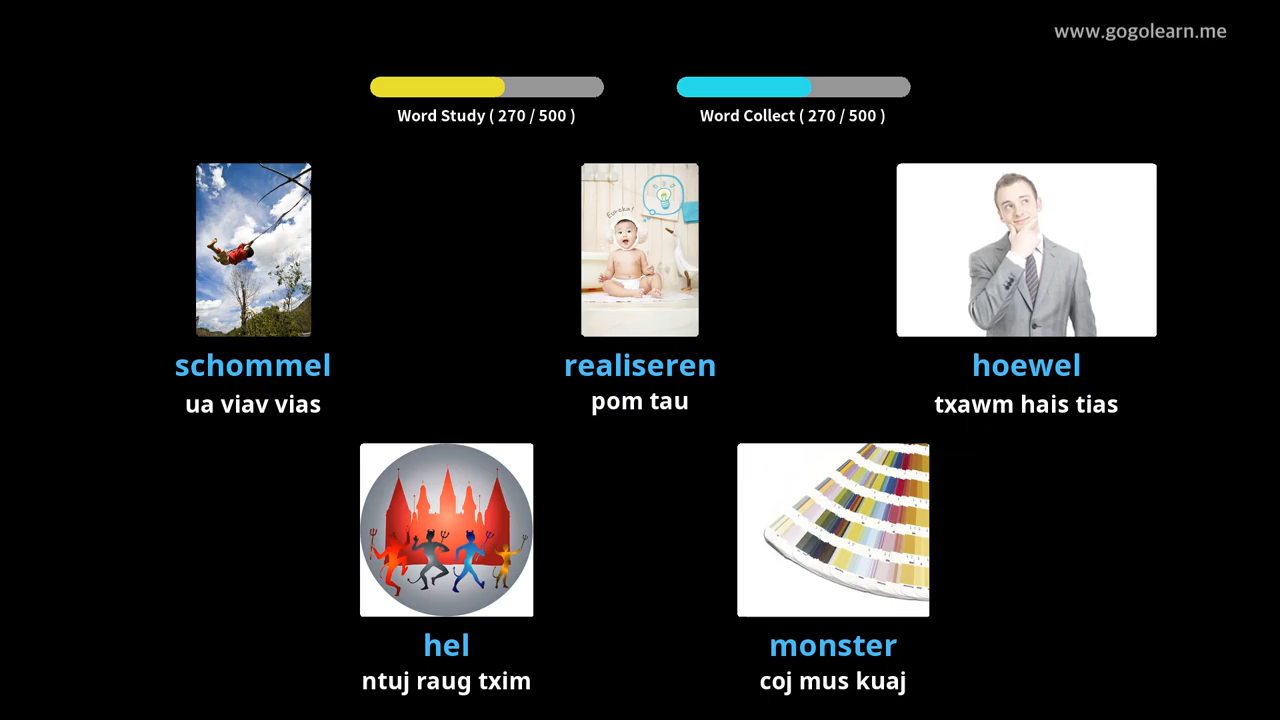 www.gogolearn.me
Word Study ( 270 / 500 )
Word Collect ( 270 / 500 )
Eureka!
schommel
ua viav vias
realiseren
pom tau
hoewel
txawm hais tias
hel
ntuj raug txim
monster
coj mus kuaj